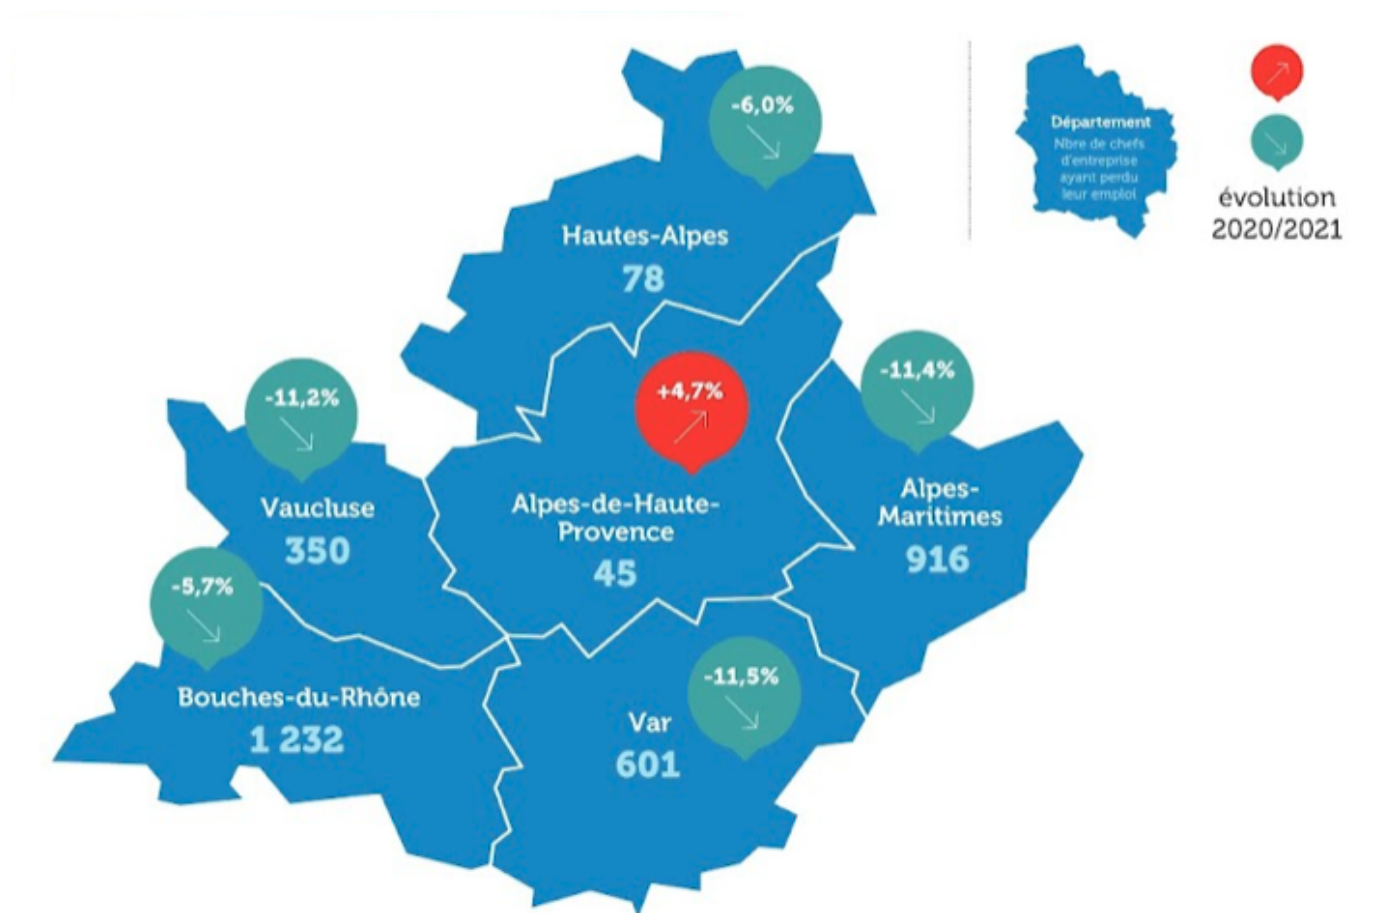 -6,0%
Hautes-Alpes
78
-11,2%
Vaucluse
350
+4,7%
Alpes-de-Haute-
Provence
45
-11,4%
Alpes-
Maritimes
916
-5,7%
Bouches-du-Rhône
1 232
-11,5%
Var
601
Département
Nbre de chefs
d'entreprise
ayant perdu
leur emploi
évolution
2020/2021